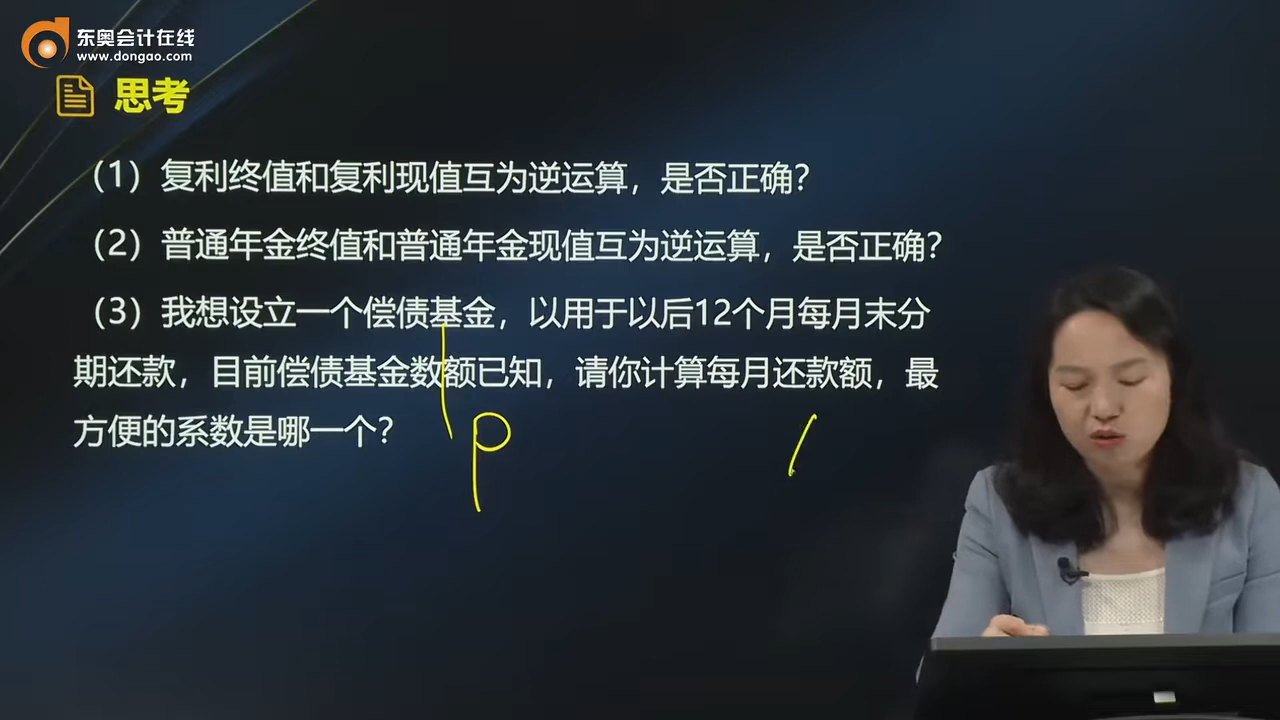 东奥会计在线
www.dongao.com
思考
（1）复利终值和复利现值互为逆运算，是否正确？
（2）普通年金终值和普通年金现值互为逆运算，是否正确？
（3）我想设立一个偿债基金，以用于以后12个月每月末分
期还款，目前偿债基金数额已知，请你计算每月还款额，最
方便的系数是哪一个？
P